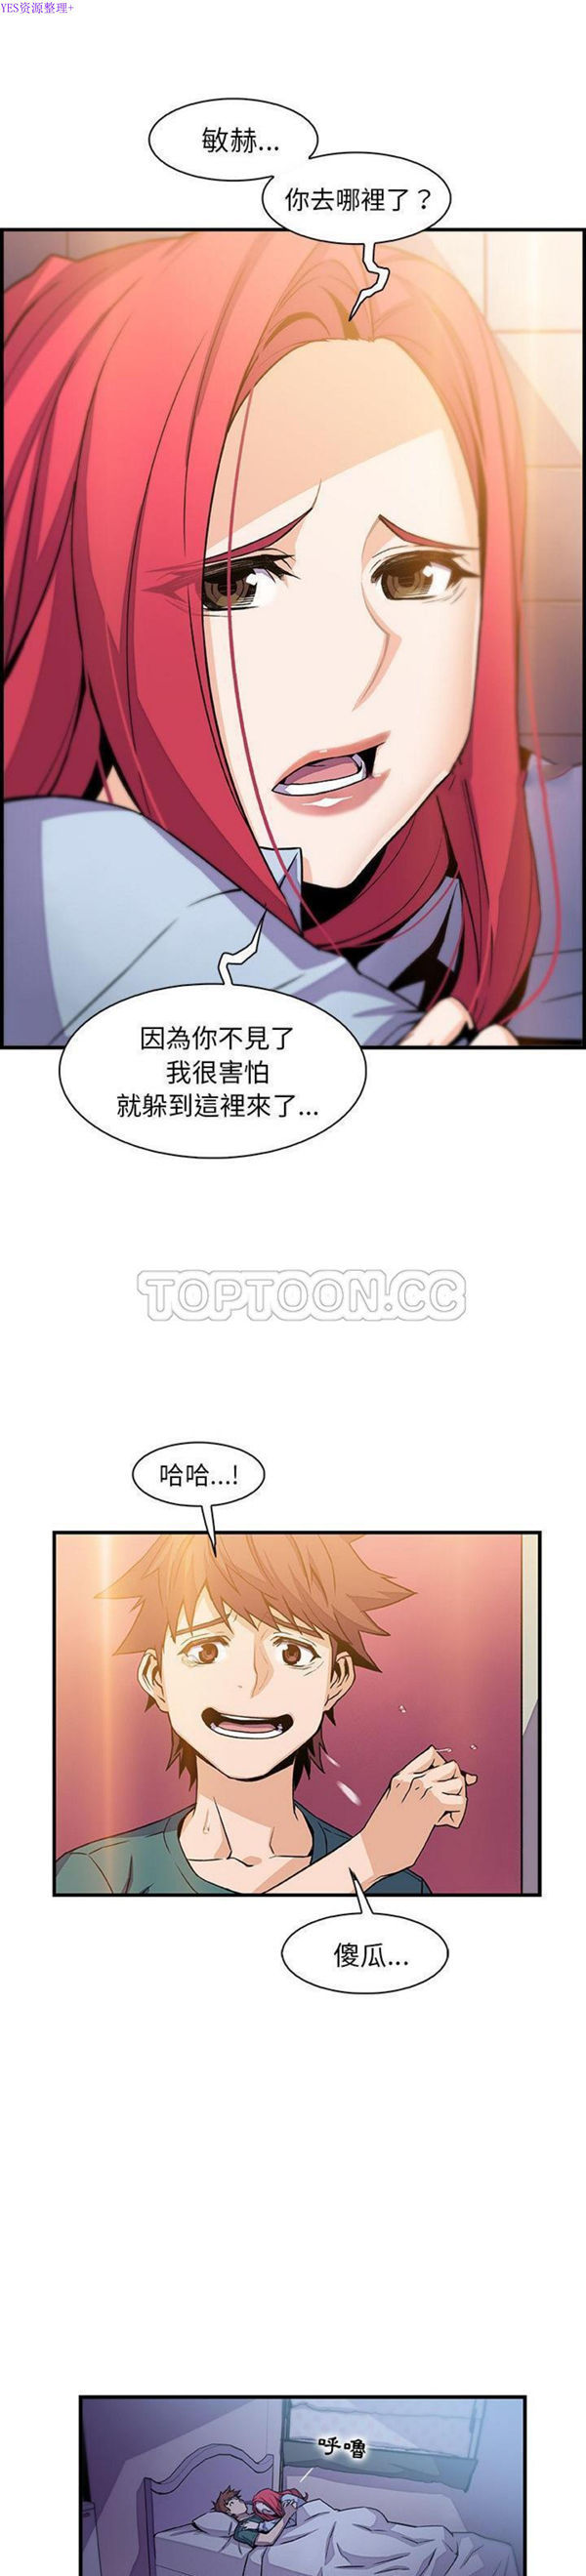 YES资源整理+
敏赫...
你去哪裡了？
因為你不見了
我很害怕
就躲到這裡來了...
TOPTOON.CC
哈哈...!
傻瓜...
呼嚕